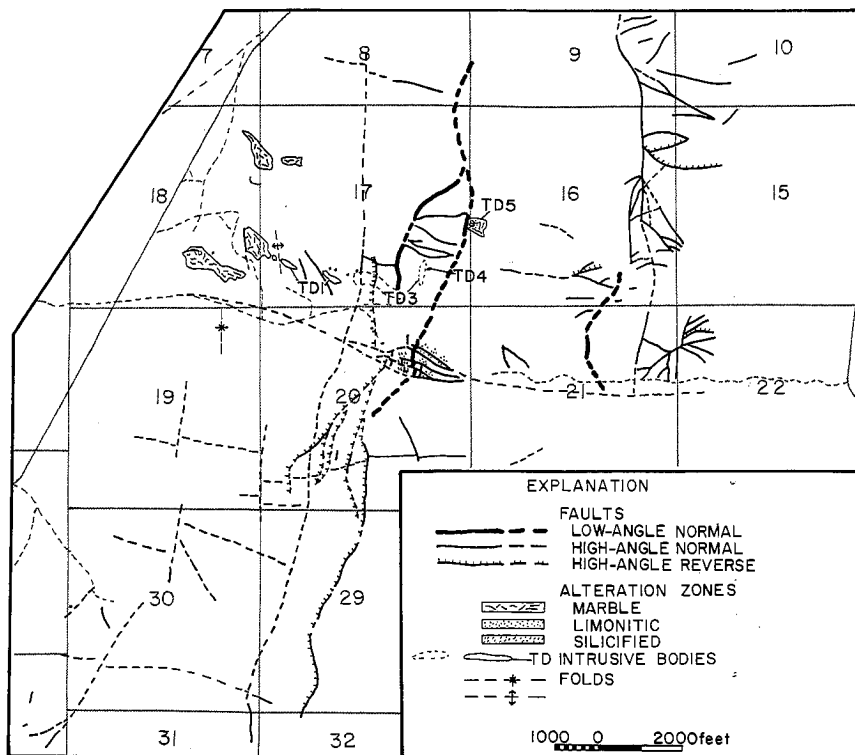 7 8 9 10
18 17 16 15
TD5
TD1 TD3 TD4
19 20 21 22
30 29
31 32
EXPLANATION
FAULTS
LOW-ANGLE NORMAL
HIGH-ANGLE NORMAL
HIGH-ANGLE REVERSE
ALTERATION ZONES
MARBLE
LIMONITIC
SILICIFIED
TD INTRUSIVE BODIES
FOLDS
1000 0 2000feet